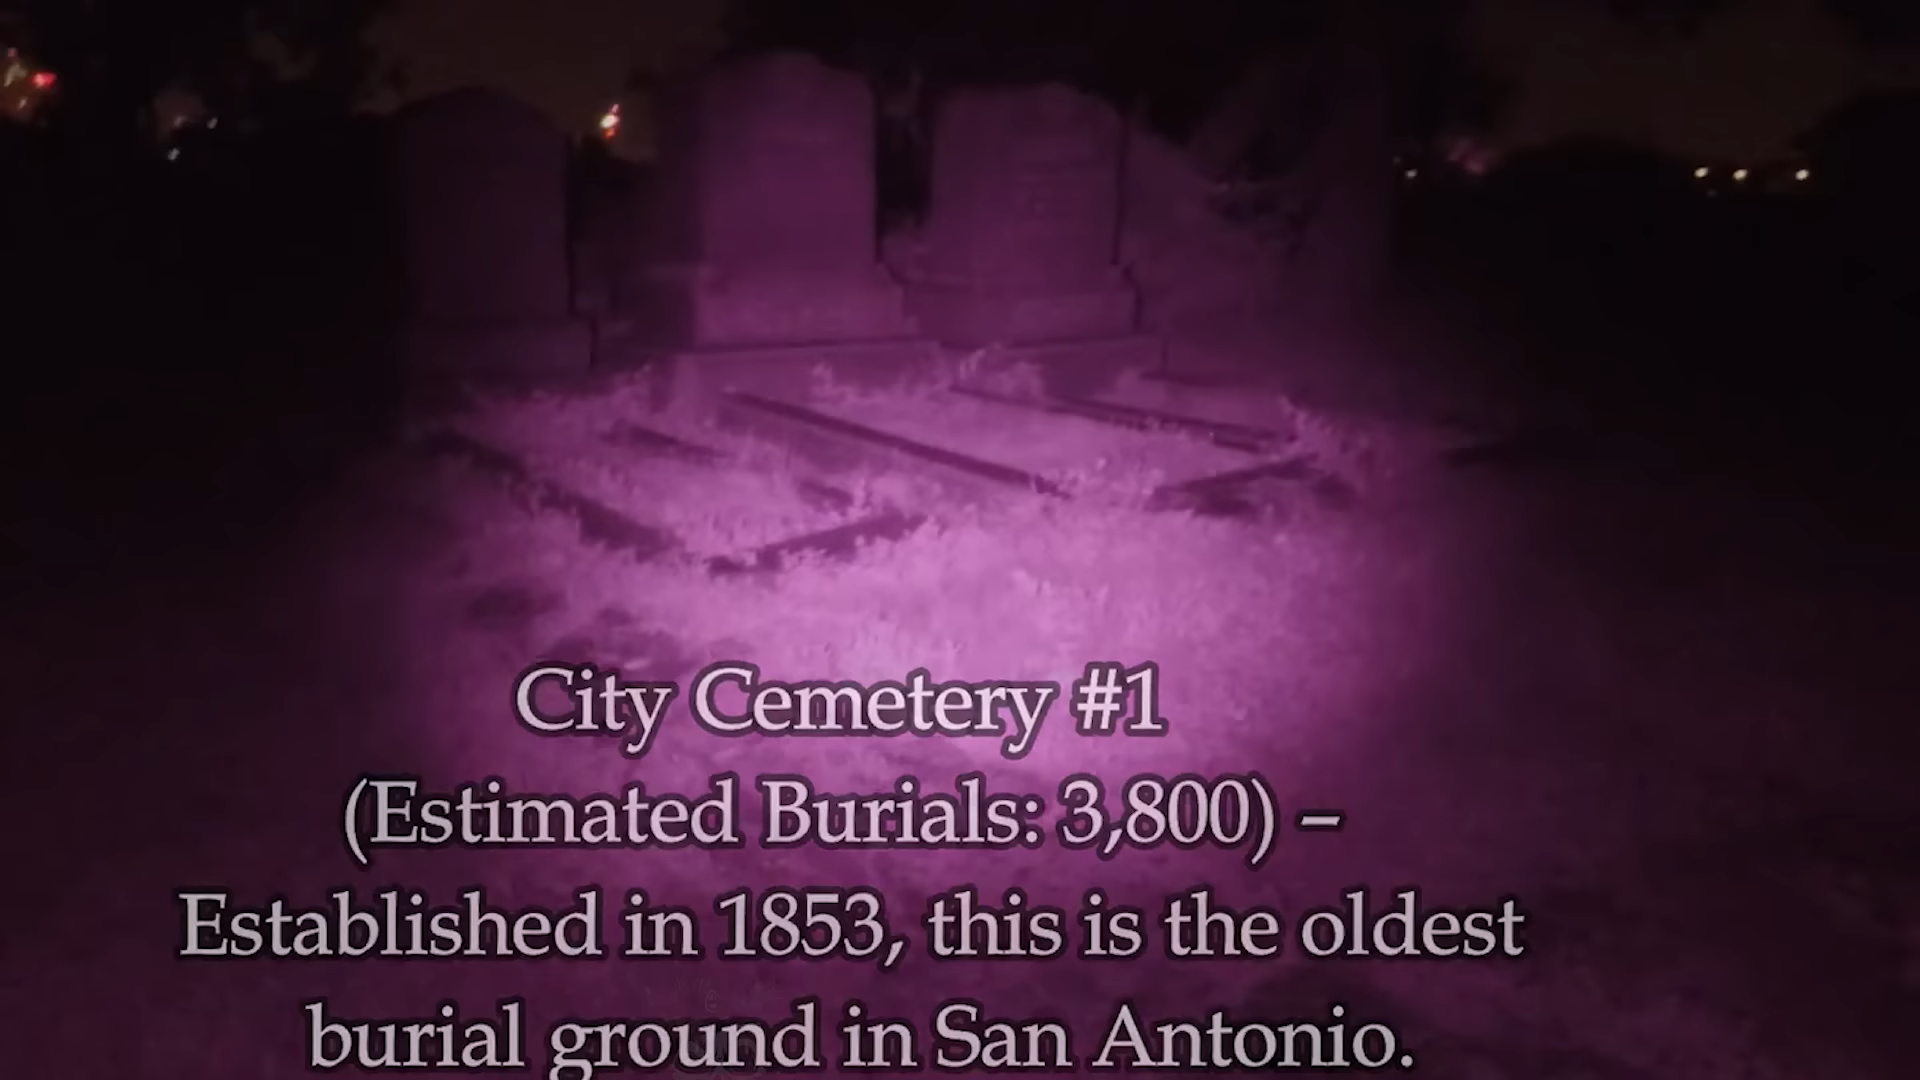 City Cemetery #1
(Estimated Burials: 3,800) –
Established in 1853, this is the oldest
burial ground in San Antonio.